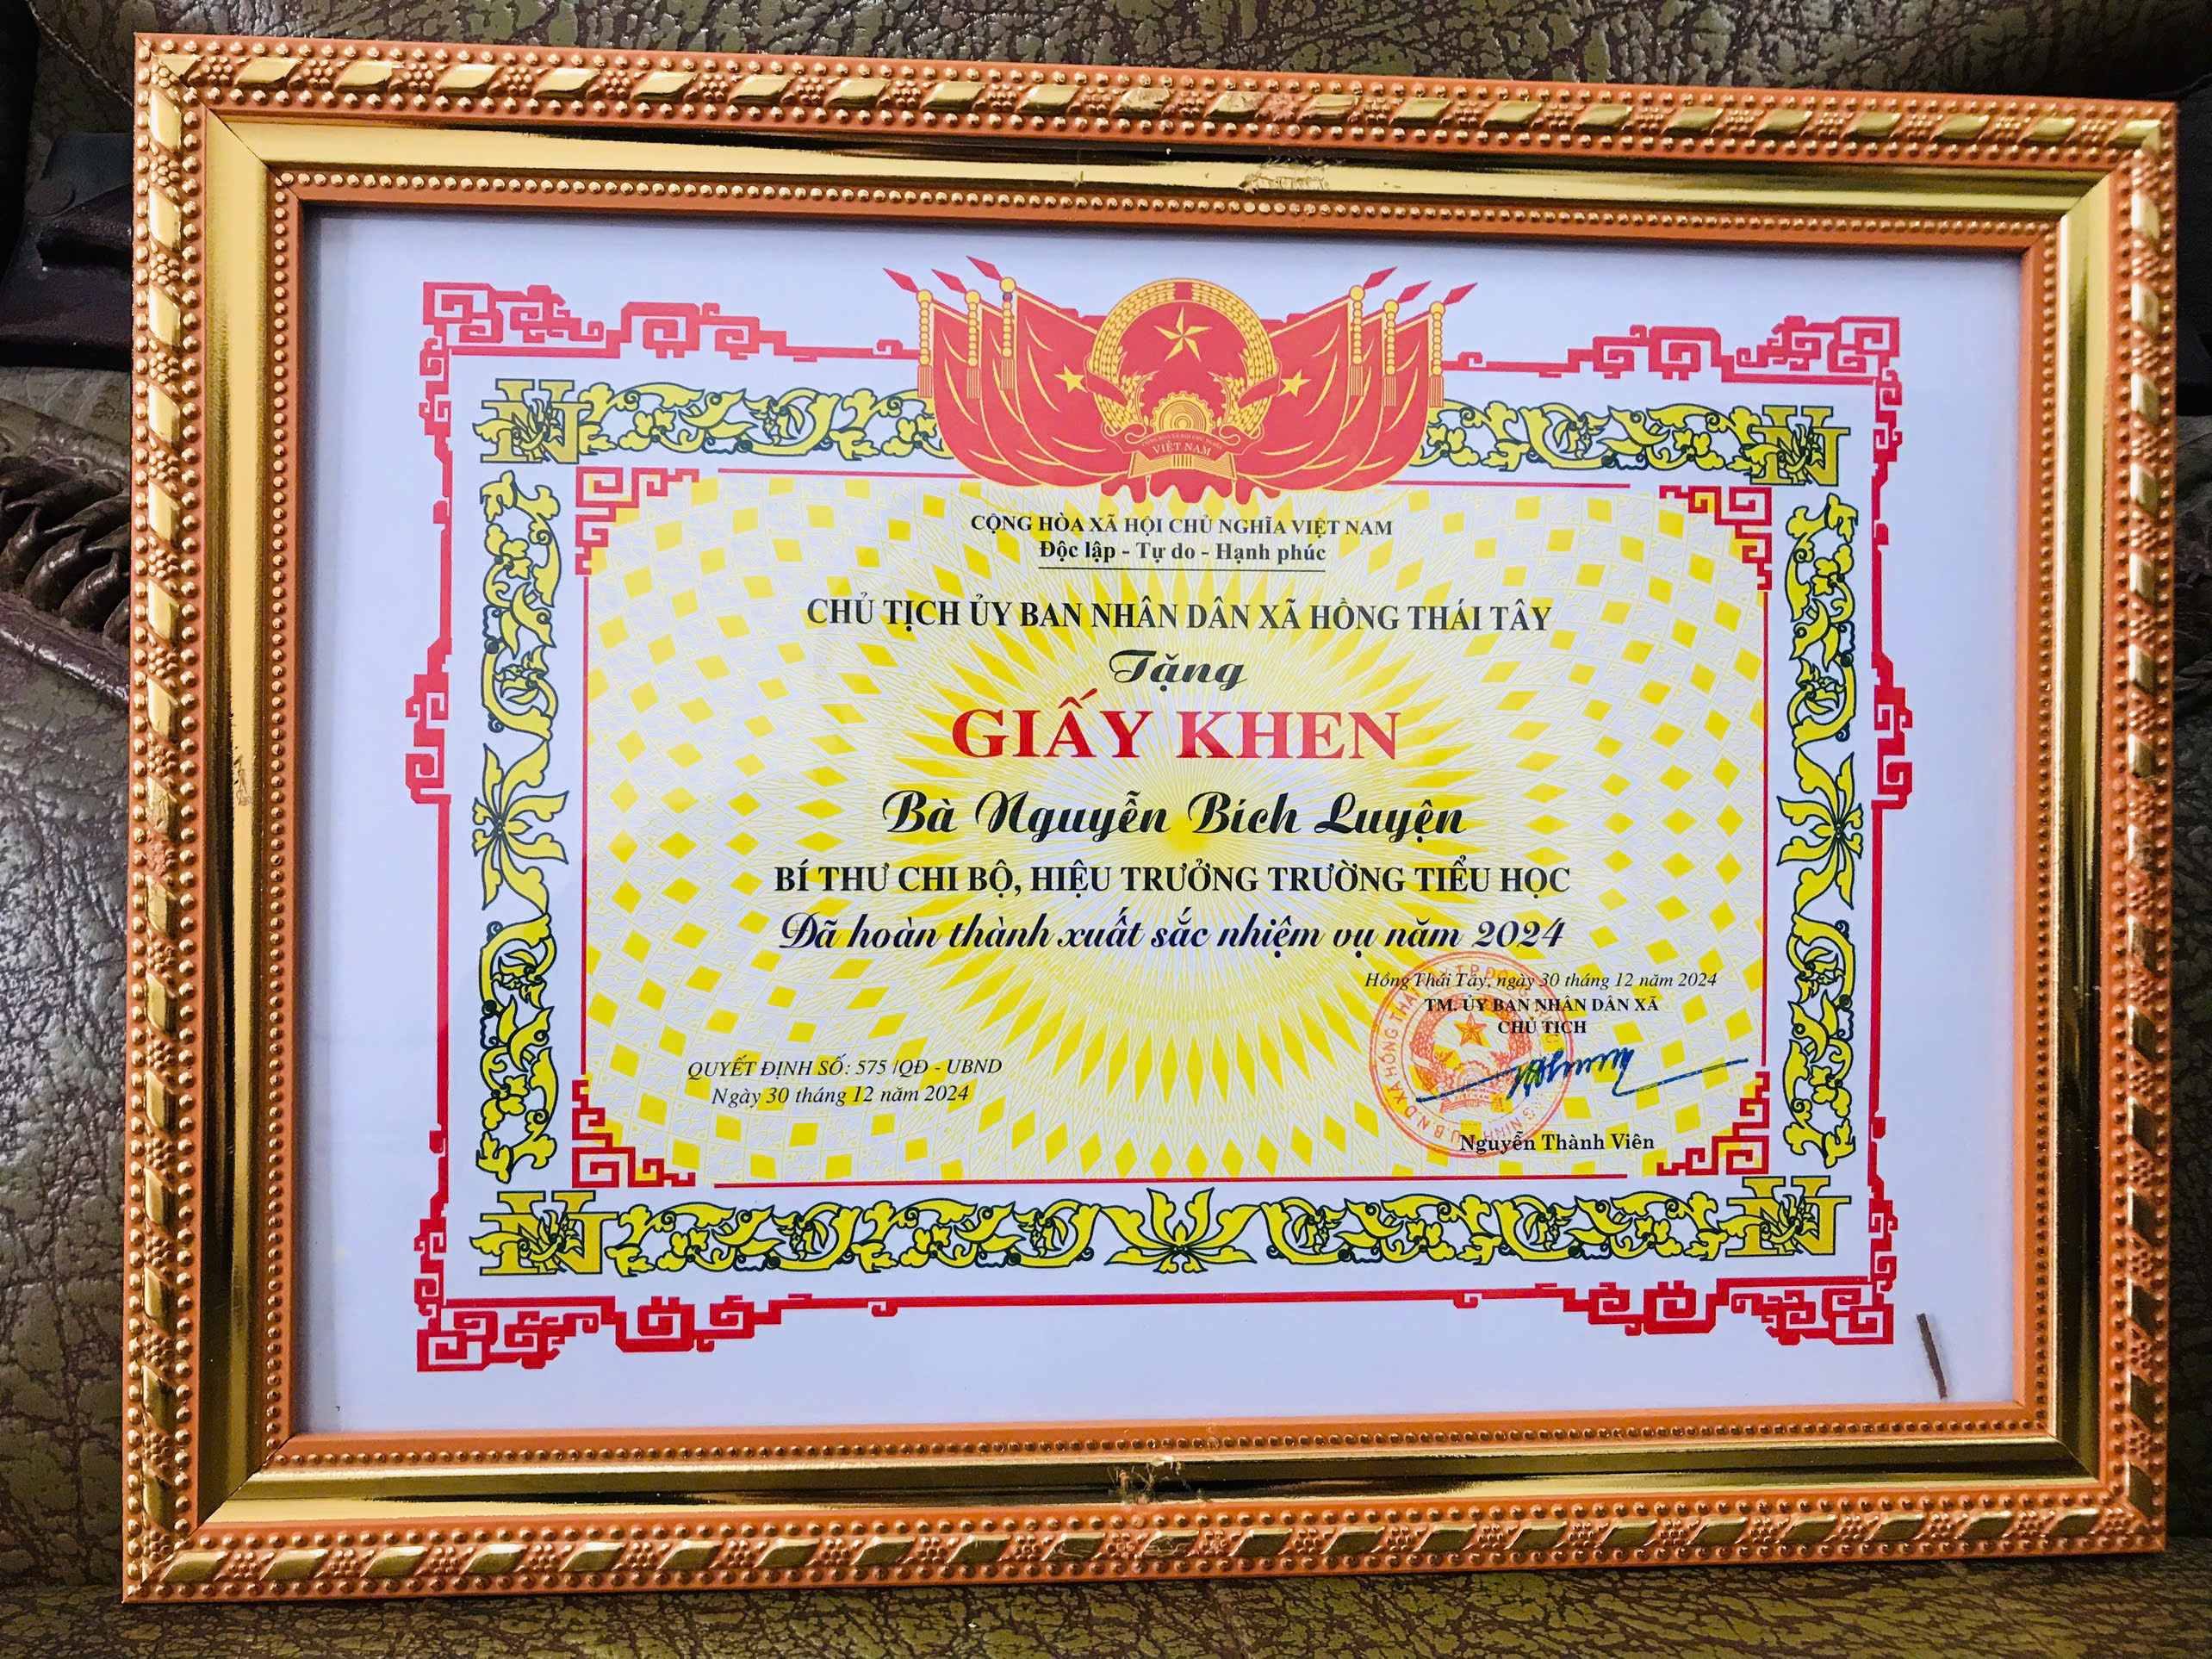 VIỆT NAM
CỘNG HÒA XÃ HỘI CHỦ NGHĨA VIỆT NAM
Độc lập - Tự do - Hạnh phúc
CHỦ TỊCH ỦY BAN NHÂN DÂN XÃ HỒNG THÁI TÂY
Tặng
GIẤY KHEN
Bà Nguyễn Bích Luyện
BÍ THƯ CHI BỘ, HIỆU TRƯỞNG TRƯỜNG TIỂU HỌC
Đã hoàn thành xuất sắc nhiệm vụ năm 2024
Hồng Thái Tây, ngày 30 tháng 12 năm 2024
TM. ỦY BAN NHÂN DÂN XÃ
CHỦ TỊCH
QUYẾT ĐỊNH SỐ: 575 /QĐ - UBND
Ngày 30 tháng 12 năm 2024
Nguyễn Thành Viên